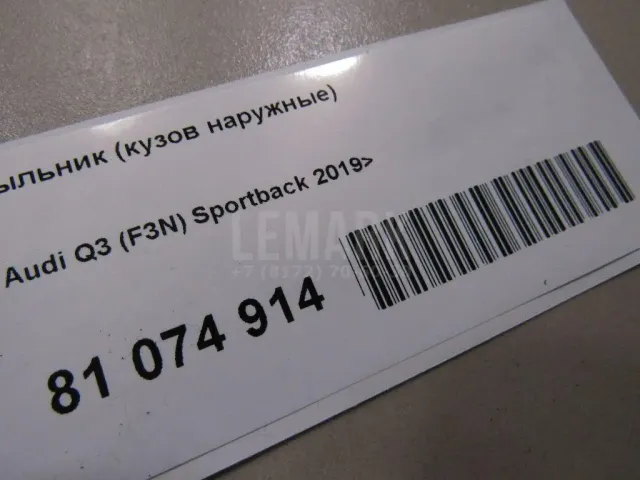 ыльник (кузов наружные)
Audi Q3 (F3N) Sportback 2019>
81 074 914